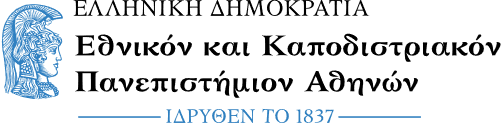 ΕΛΛΗΝΙΚΗ ΔΗΜΟΚΡΑΤΙΑ
Εθνικόν και Καποδιστριακόν
Πανεπιστήμιον Αθηνών
ΙΔΡΥΘΕΝ ΤΟ 1837